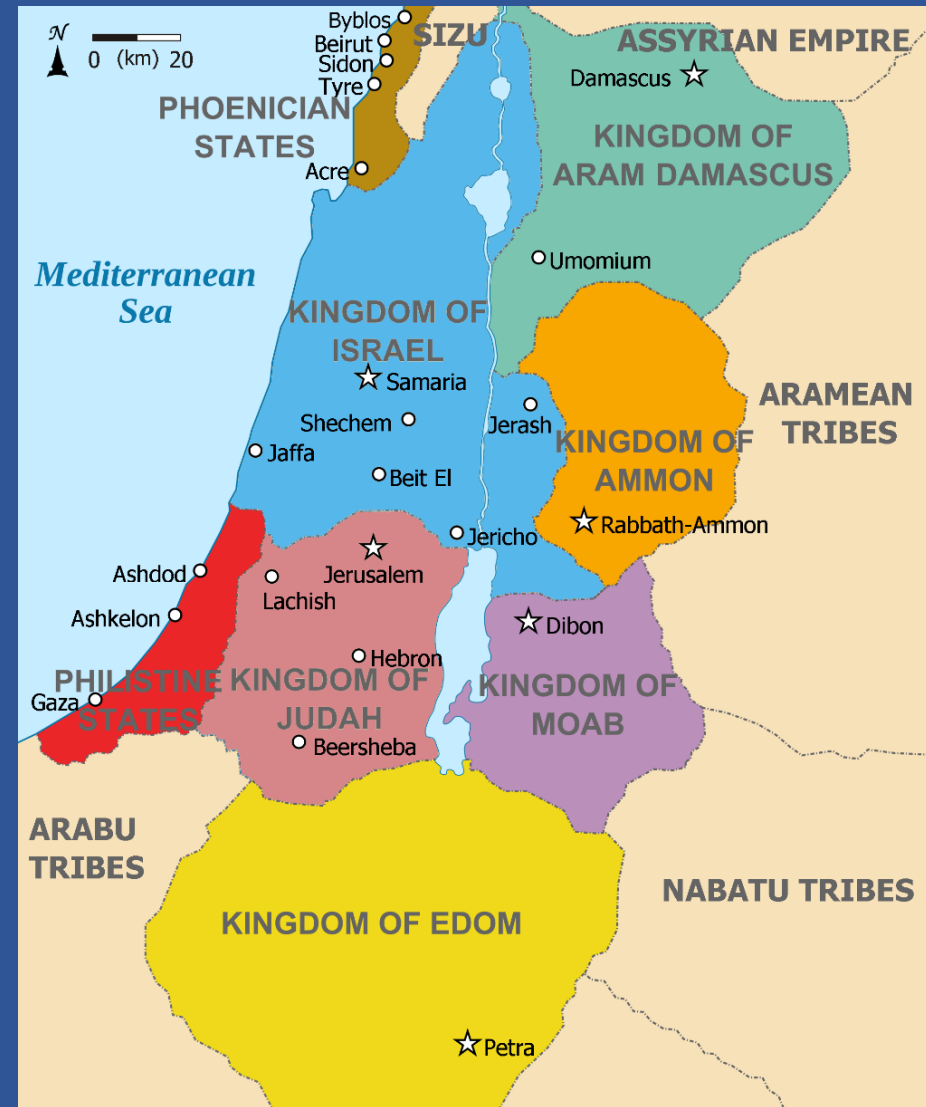 Byblos
SIZU
N
Beirut
ASSYRIAN EMPIRE
0 (km) 20
Sidon
Damascus
Tyre
PHOENICIAN
STATES
KINGDOM OF
ARAM DAMASCUS
Acre
Umomium
Mediterranean
Sea
KINGDOM OF
ISRAEL
Samaria
ARAMEAN
TRIBES
Shechem
Jerash
KINGDOM OF
AMMON
Jaffa
Beit El
Rabbath-Ammon
Jericho
Jerusalem
Ashdod
Lachish
Ashkelon
Dibon
Hebron
PHILISTINE
STATES
KINGDOM OF
JUDAH
KINGDOM OF
MOAB
Gaza
Beersheba
ARABU
TRIBES
NABATU TRIBES
KINGDOM OF EDOM
Petra